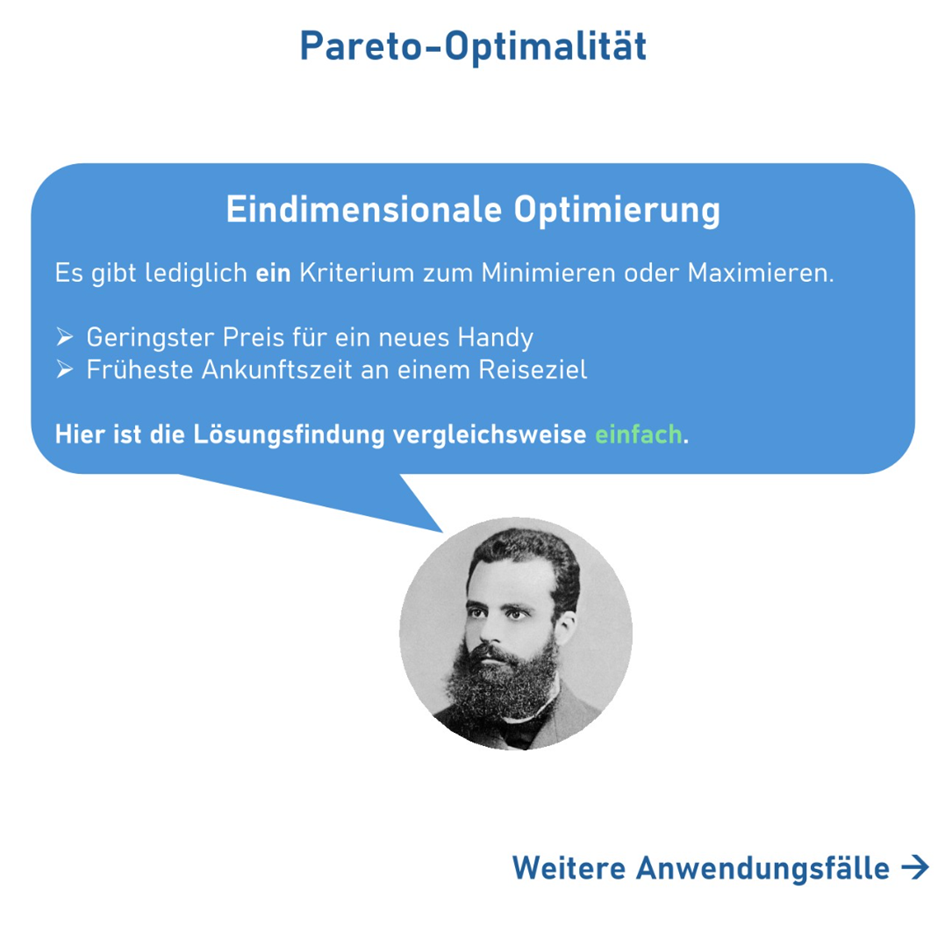 Pareto-Optimalität
Eindimensionale Optimierung
Es gibt lediglich ein Kriterium zum Minimieren oder Maximieren.
➢ Geringster Preis für ein neues Handy
➢ Früheste Ankunftszeit an einem Reiseziel
Hier ist die Lösungsfindung vergleichsweise einfach.
Weitere Anwendungsfälle →